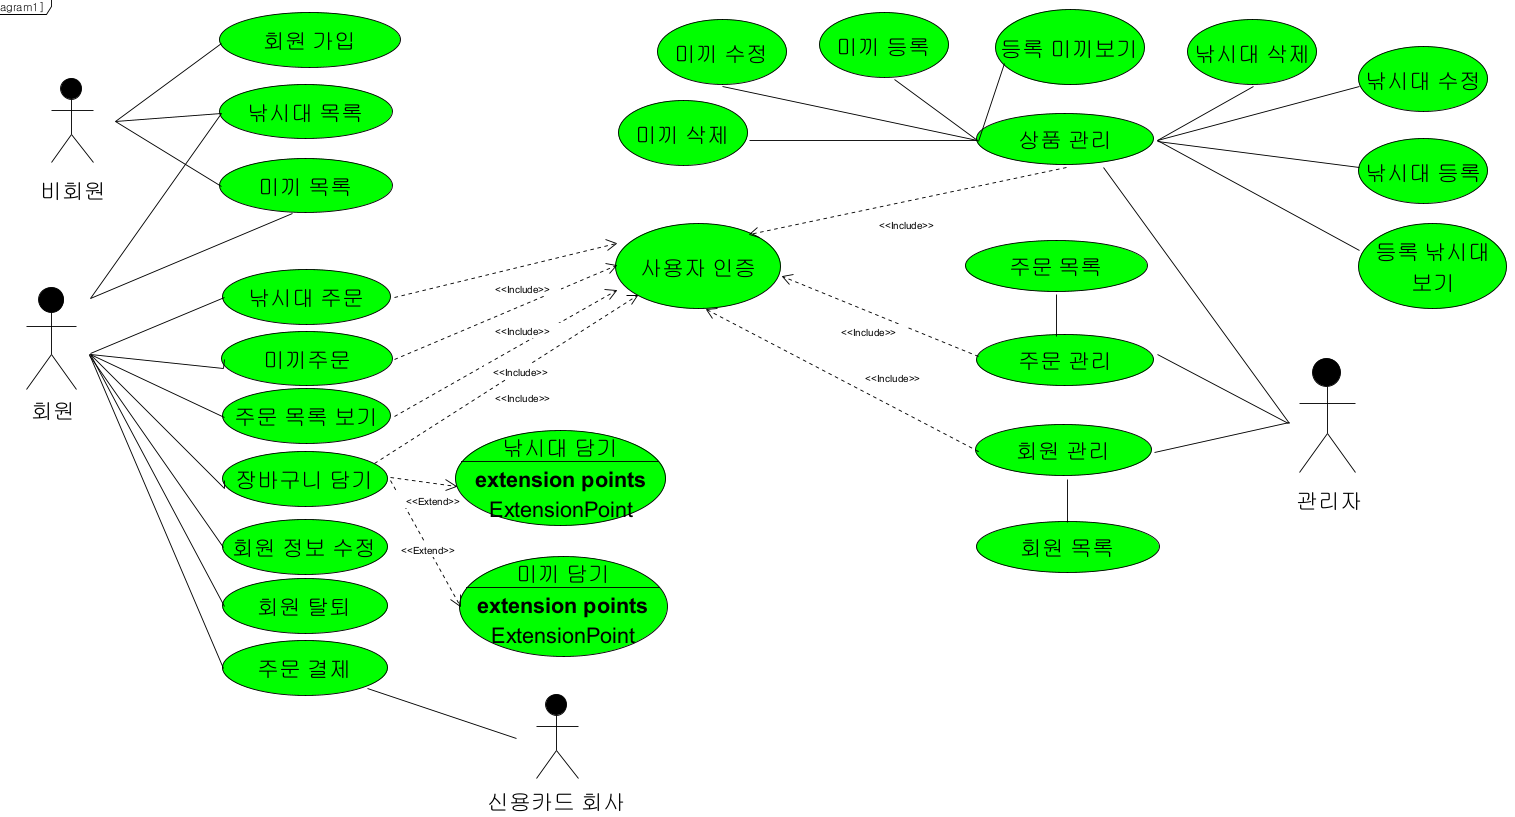 agram1]
회원 가입
낚시대 목록
미끼 목록
비회원
낚시대 주문
미끼주문
주문 목록 보기
장바구니 담기
회원 정보 수정
회원 탈퇴
주문 결제
회원
<<Include>>
<<Include>>
<<Include>>
<<Include>>
<<Extend>>
<<Extend>>
낚시대 담기
extension points
ExtensionPoint
미끼 담기
extension points
ExtensionPoint
신용카드 회사
사용자 인증
미끼 수정
미끼 등록
등록 미끼보기
미끼 삭제
상품 관리
낚시대 삭제
낚시대 수정
낚시대 등록
등록 낚시대
보기
<<Include>>
주문 목록
<<Include>>
주문 관리
<<Include>>
회원 관리
회원 목록
관리자